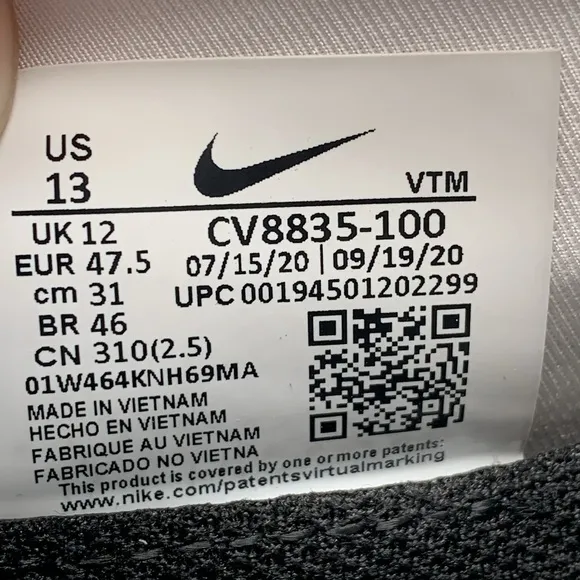 US
13
VTM
UK 12
CV8835-100
EUR 47.5
07/15/20 | 09/19/20
cm 31
UPC 00194501202299
BR 46
CN 310(2.5)
01W464KNH69MA
MADE IN VIETNAM
HECHO EN VIETNAM
FABRIQUE AU VIETNAM
FABRICADO NO VIETNA
This product is covered by one or more patents:
www.nike.com/patentsvirtualmarking